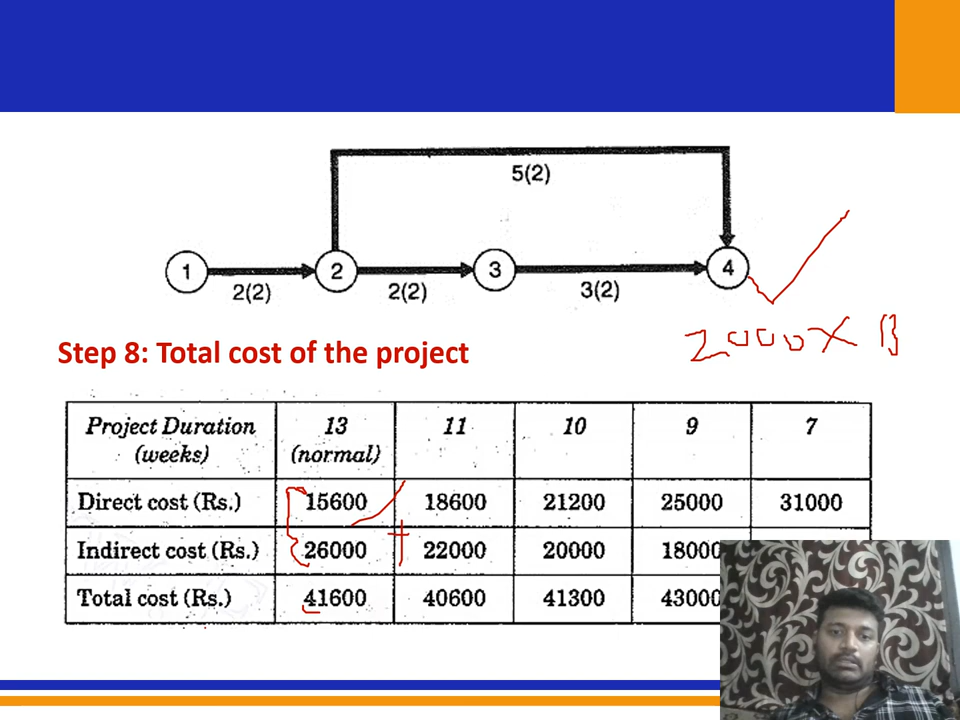 5(2)
1 2 3 4
2(2) 2(2) 3(2)
2000 X 13
Step 8: Total cost of the project
Project Duration (weeks) 13 (normal) 11 10 9 7
Direct cost (Rs.) 15600 18600 21200 25000 31000
Indirect cost (Rs.) 26000 22000 20000 18000
Total cost (Rs.) 41600 40600 41300 43000